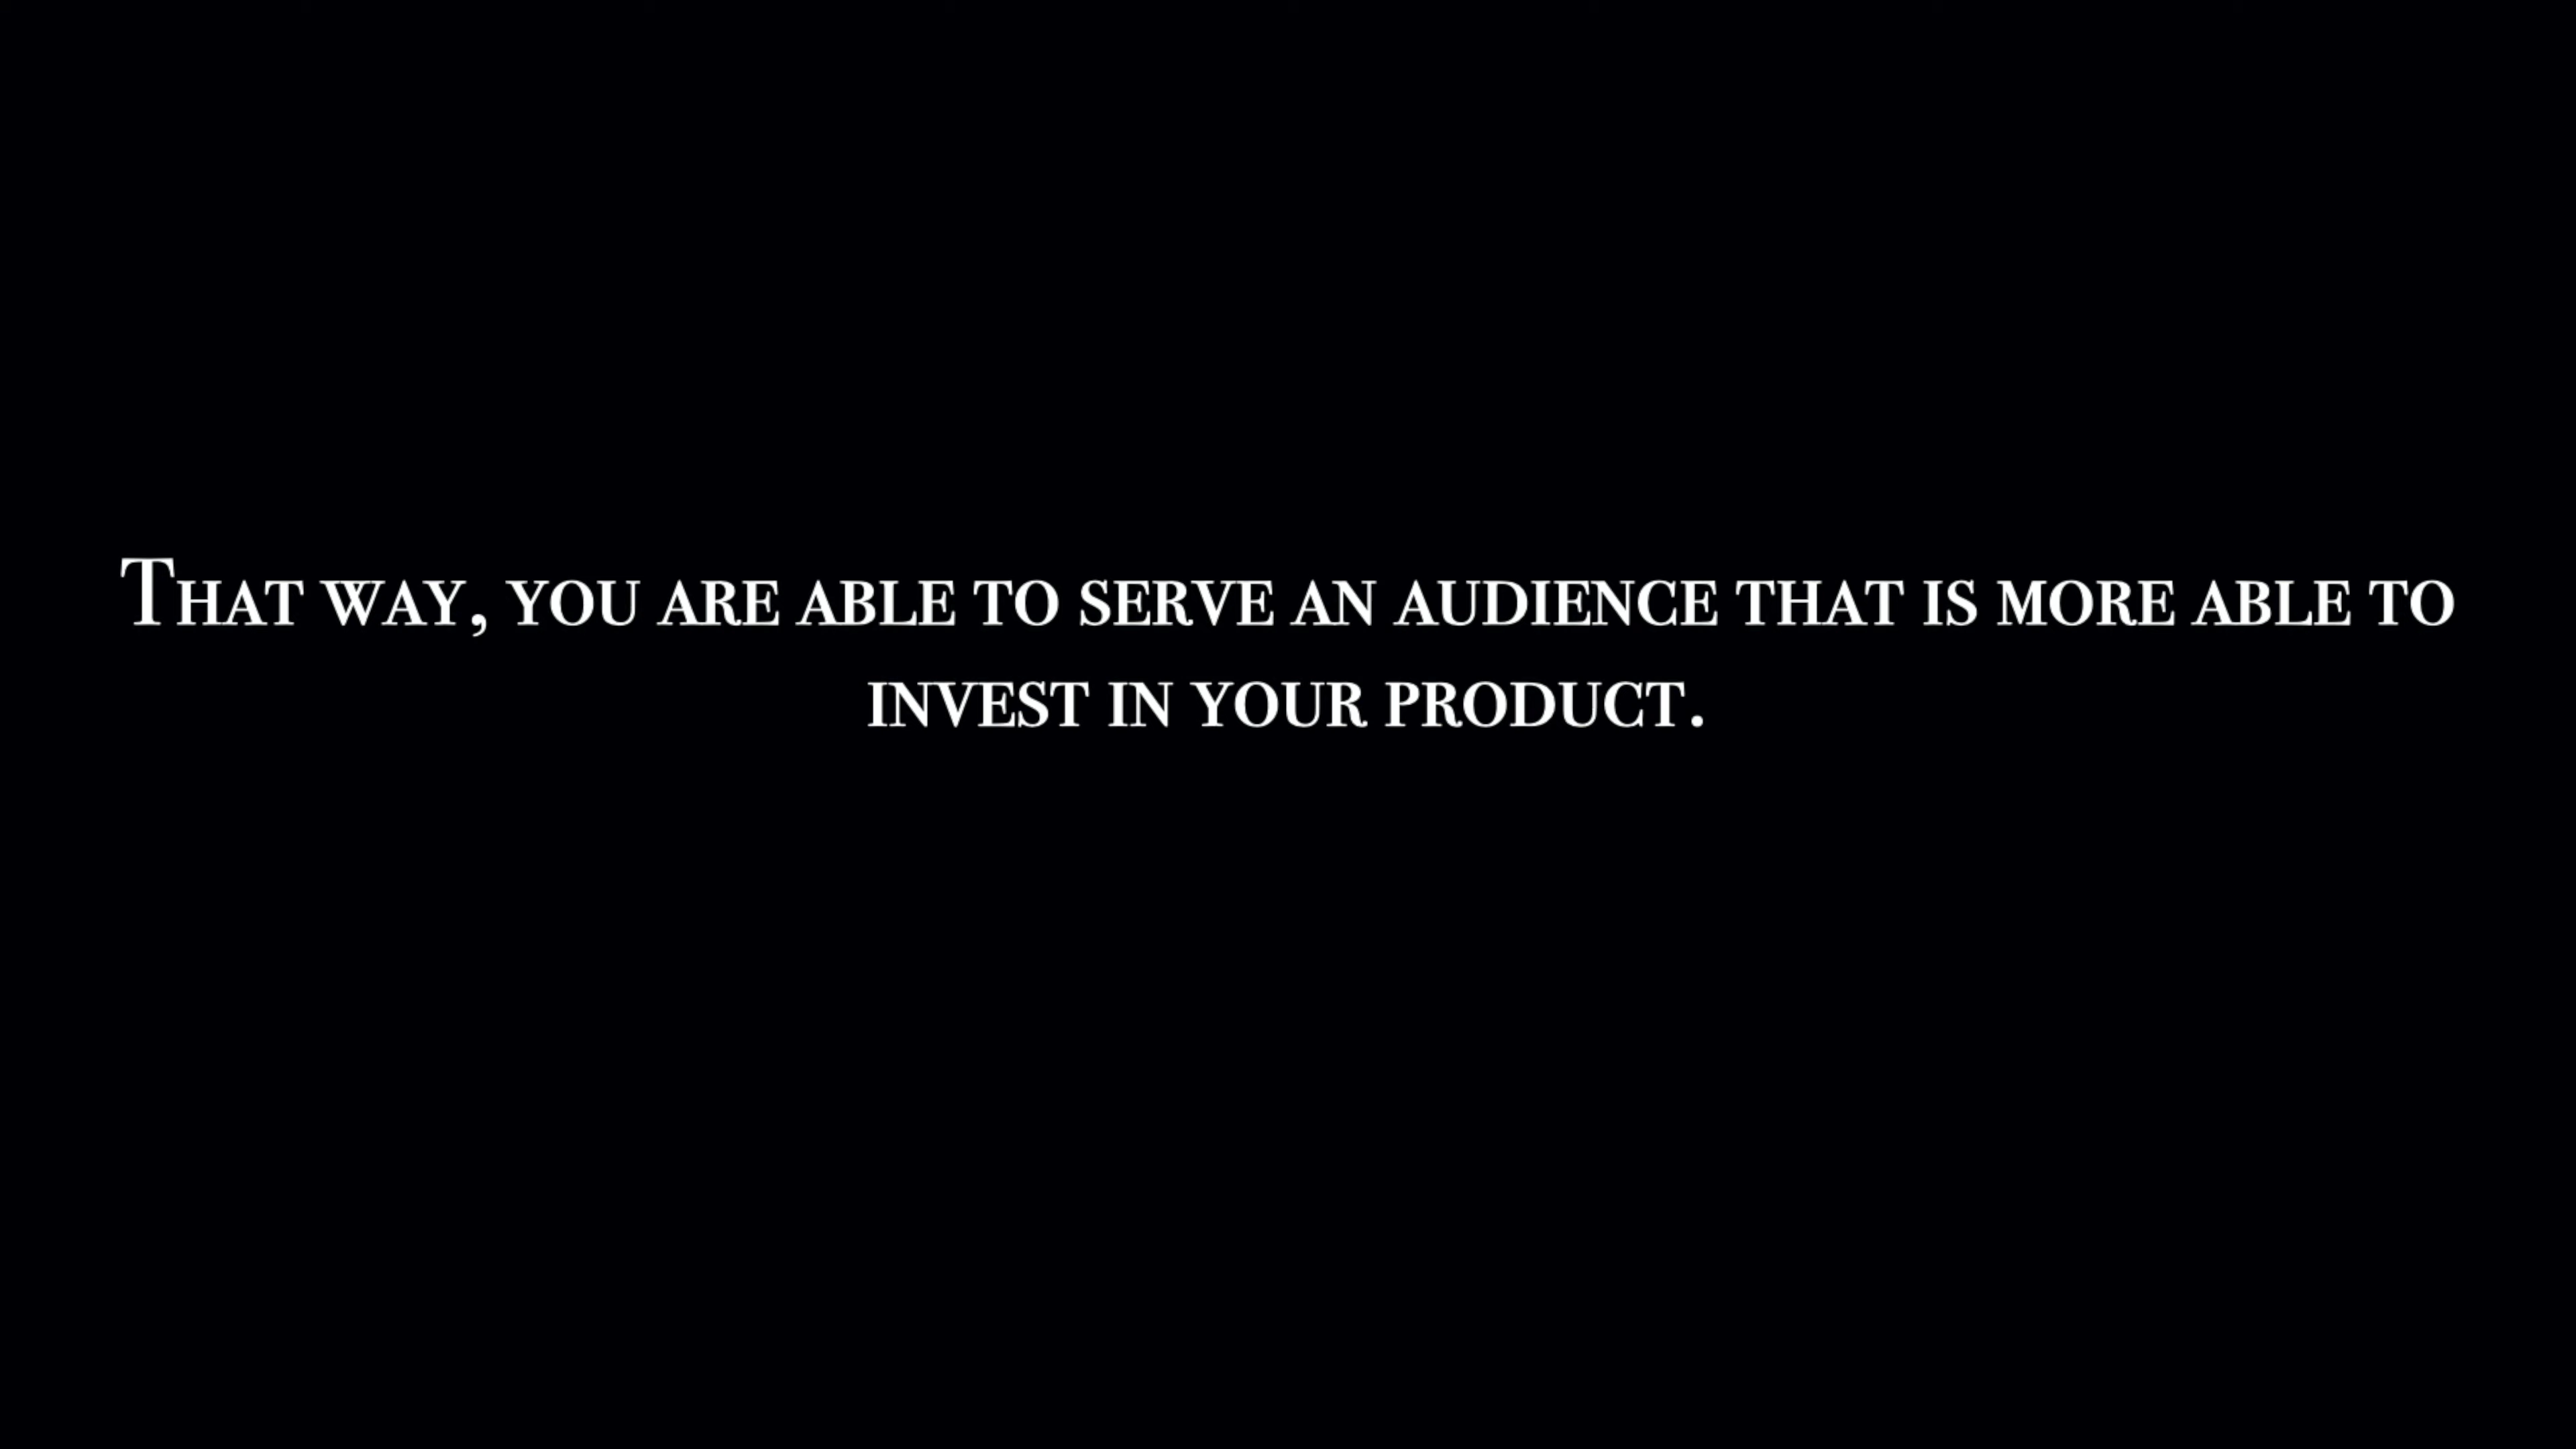 That way, you are able to serve an audience that is more able to
invest in your product.